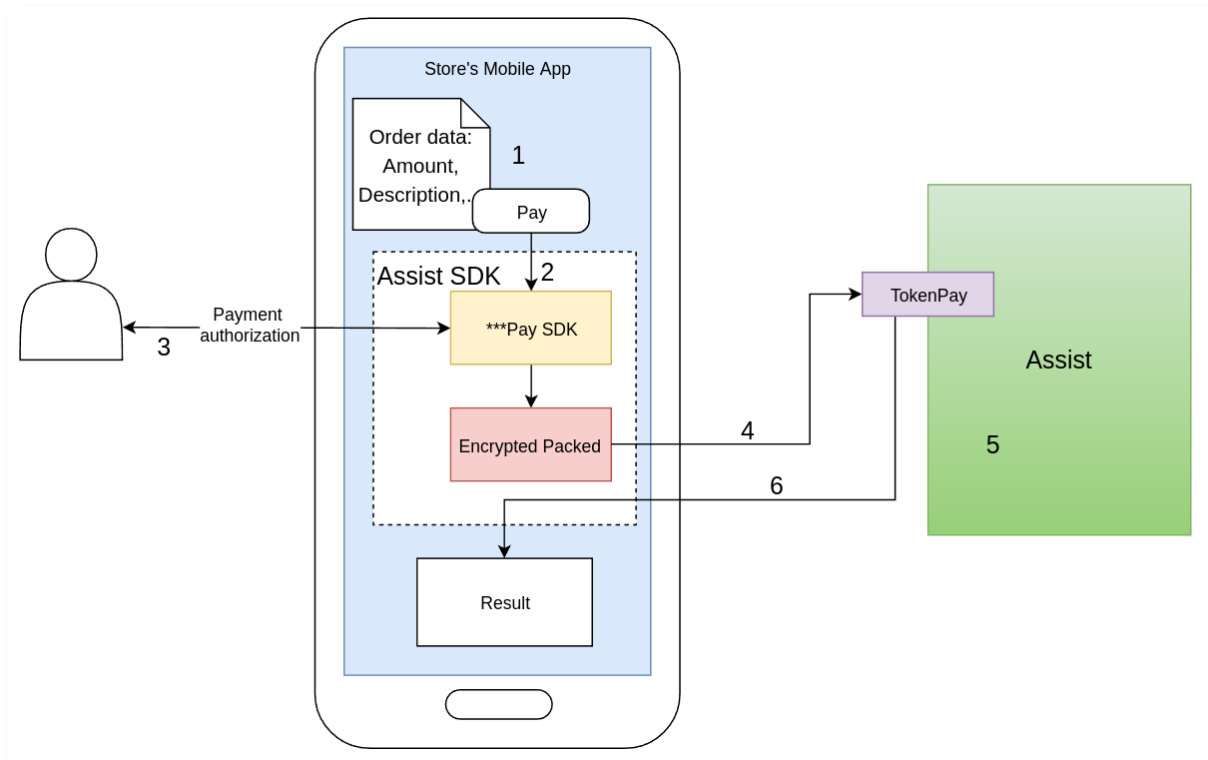 Store's Mobile App
Order data:
Amount,
Description,..
1
Pay
Assist SDK
2
***Pay SDK
Payment
authorization
3
Encrypted Packed
4
TokenPay
Assist
5
6
Result